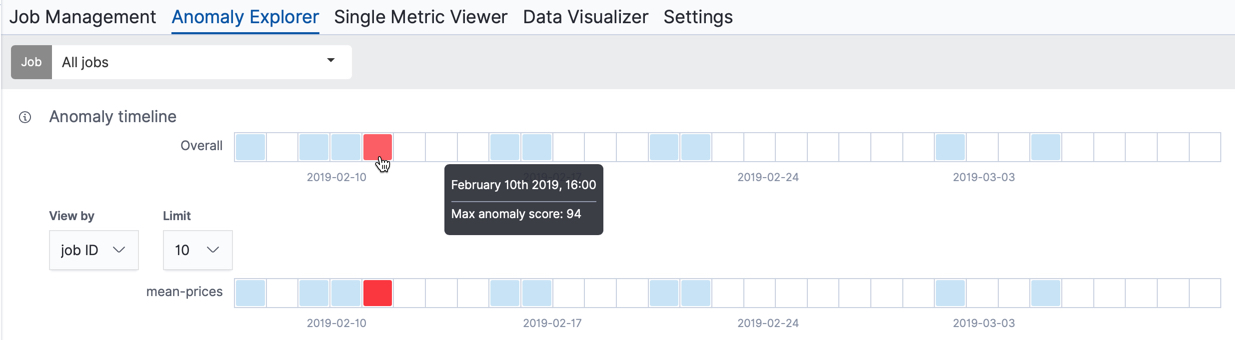 Job Management Anomaly Explorer Single Metric Viewer Data Visualizer Settings
Job All jobs
Anomaly timeline
Overall
2019-02-10 2019-02-24 2019-03-03
February 10th 2019, 16:00
Max anomaly score: 94
View by Limit
job ID 10
mean-prices
2019-02-10 2019-02-17 2019-02-24 2019-03-03